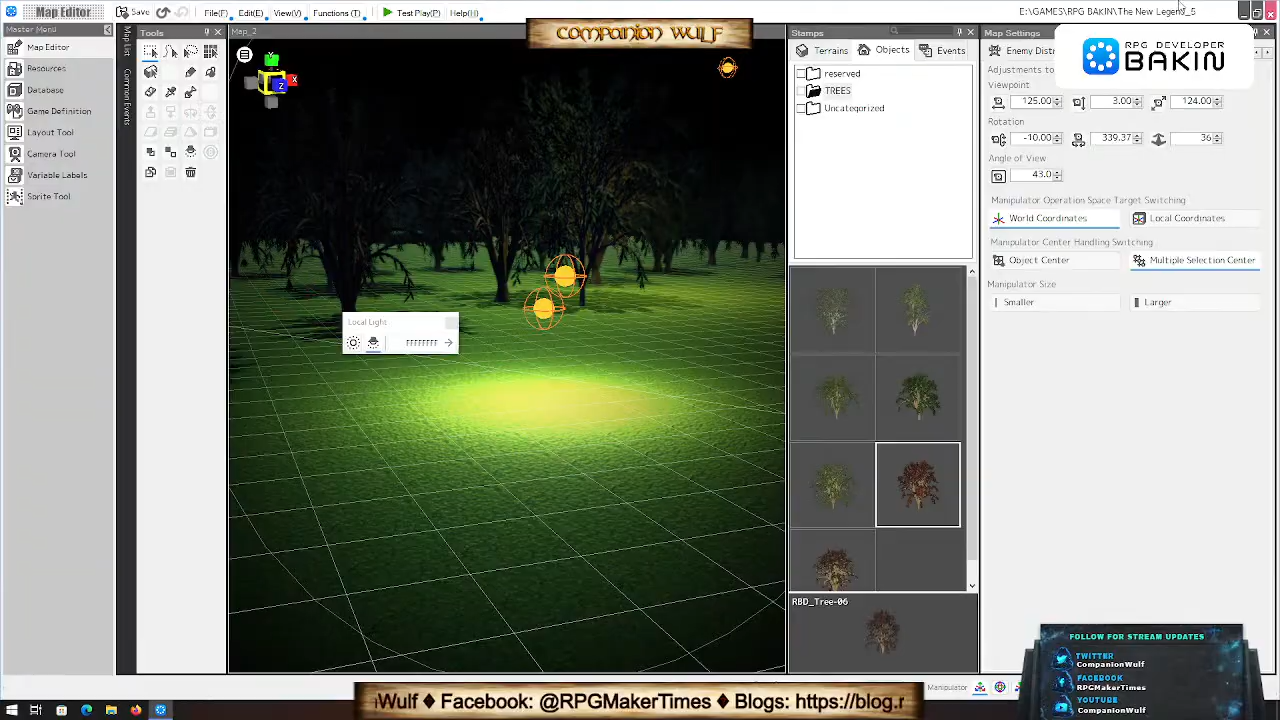 Map Editor
Save
File(F)
Edit(E)
View(V)
Functions (T)
Test Play(P)
Help(H)
COMPANION WULF
E:\GAMES\RPG BAKIN\The New Legend_5
Master Menu
Map Editor
Resources
Database
Game Definition
Layout Tool
Camera Tool
Variable Labels
Sprite Tool
Map List
Common Events
Tools
Map_2
Y
X
Z
Local Light
Stamps
Terrains
Objects
Events
reserved
TREES
Uncategorized
RBD_Tree-06
Map Settings
Enemy Distr
RPG DEVELOPER
BAKIN
Adjustments to
Viewpoint
125.00
3.00
124.00
Rotation
-10.00
339.37
36
Angle of View
43.0
Manipulator Operation Space Target Switching
World Coordinates
Local Coordinates
Manipulator Center Handling Switching
Object Center
Multiple Selection Center
Manipulator Size
Smaller
Larger
Manipulator
FOLLOW FOR STREAM UPDATES
TWITTER
CompanionWulf
FACEBOOK
RPGMakerTimes
YOUTUBE
CompanionWulf
Wulf ♦ Facebook: @RPGMakerTimes ♦ Blogs: https://blog.r